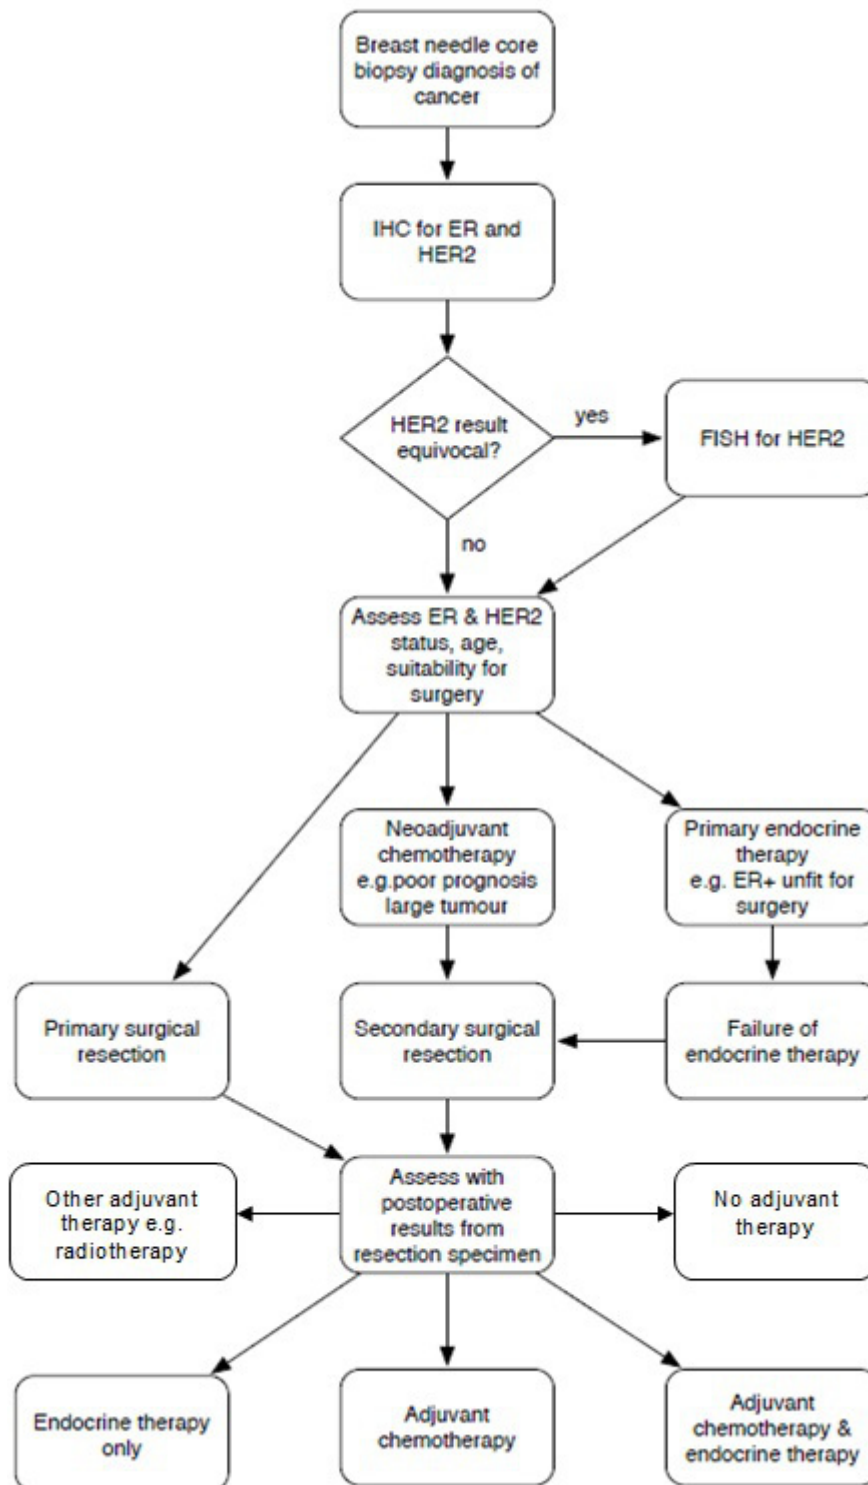 Breast needle core
biopsy diagnosis of
cancer
IHC for ER and
HER2
HER2 result
equivocal?
yes
FISH for HER2
no
Assess ER & HER2
status, age,
suitability for
surgery
Neoadjuvant
chemotherapy
e.g.poor prognosis
large tumour
Primary endocrine
therapy
e.g. ER+ unfit for
surgery
Primary surgical
resection
Secondary surgical
resection
Failure of
endocrine therapy
Other adjuvant
therapy e.g.
radiotherapy
Assess with
postoperative
results from
resection specimen
No adjuvant
therapy
Endocrine therapy
only
Adjuvant
chemotherapy
Adjuvant
chemotherapy &
endocrine therapy